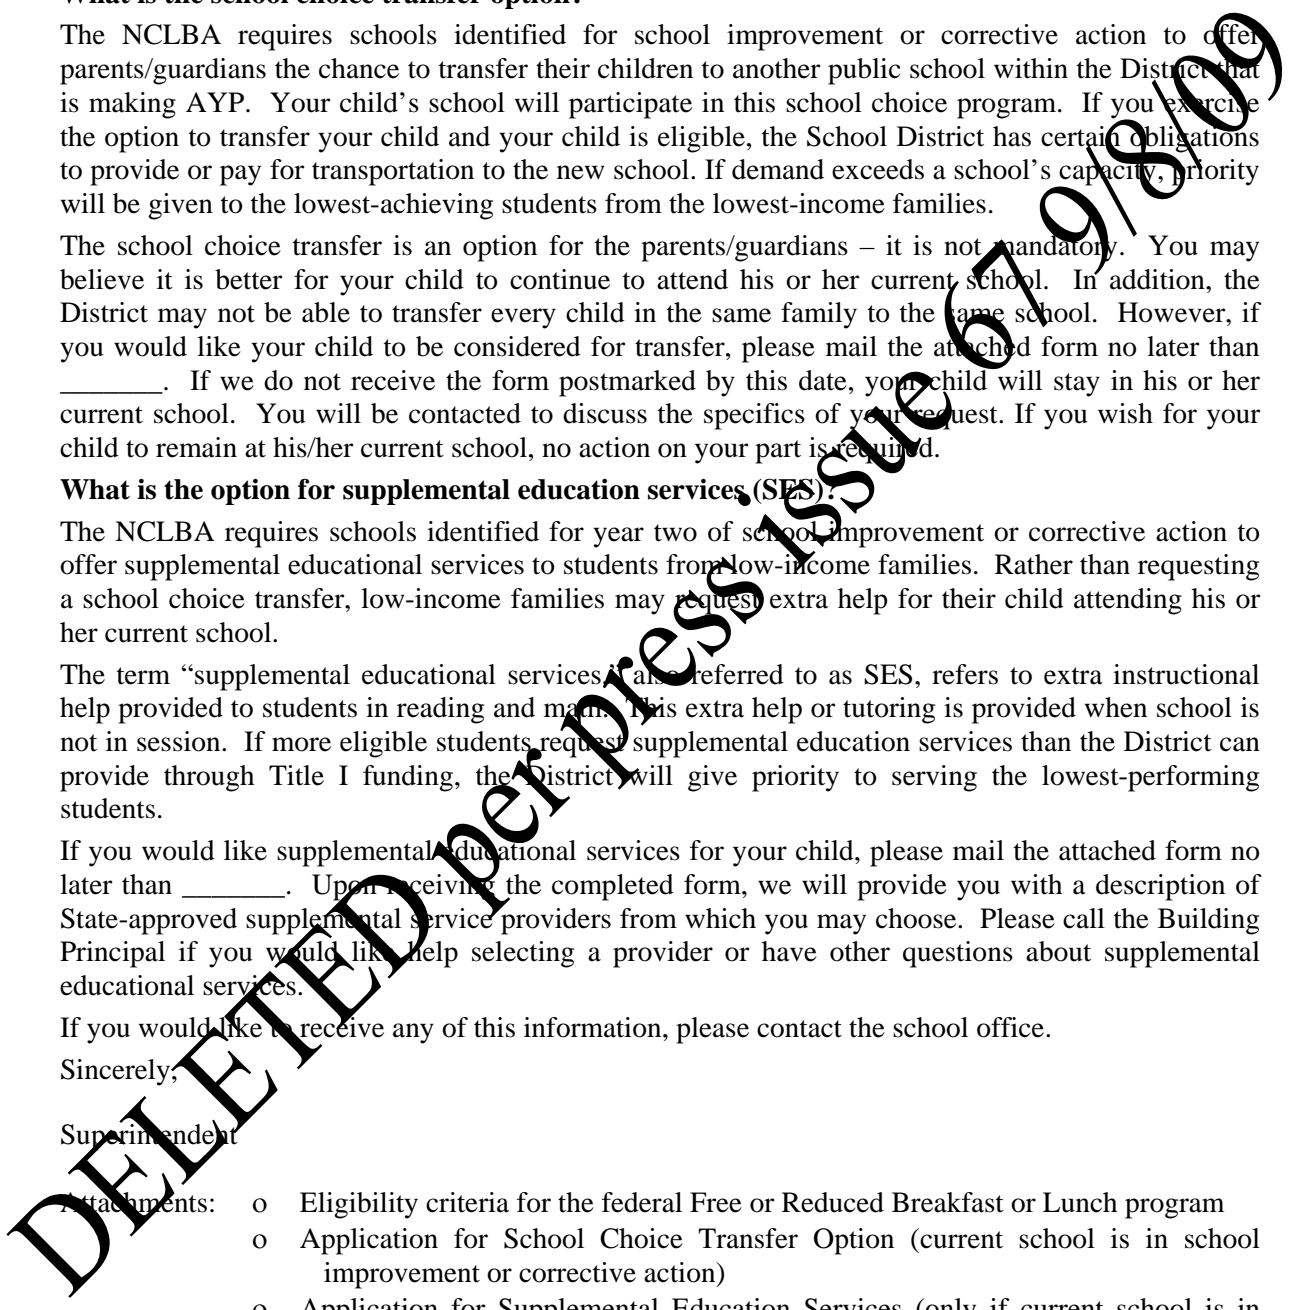 What is the school choice transfer option?
The NCLBA requires schools identified for school improvement or corrective action to offer
parents/guardians the chance to transfer their children to another public school within the District that
is making AYP. Your child’s school will participate in this school choice program. If you exercise
the option to transfer your child and your child is eligible, the School District has certain obligations
to provide or pay for transportation to the new school. If demand exceeds a school’s capacity, priority
will be given to the lowest-achieving students from the lowest-income families.
The school choice transfer is an option for the parents/guardians – it is not mandatory. You may
believe it is better for your child to continue to attend his or her current school. In addition, the
District may not be able to transfer every child in the same family to the same school. However, if
you would like your child to be considered for transfer, please mail the attached form no later than
_______. If we do not receive the form postmarked by this date, your child will stay in his or her
current school. You will be contacted to discuss the specifics of your request. If you wish for your
child to remain at his/her current school, no action on your part is required.
What is the option for supplemental education services (SES)?
The NCLBA requires schools identified for year two of school improvement or corrective action to
offer supplemental educational services to students from low-income families. Rather than requesting
a school choice transfer, low-income families may request extra help for their child attending his or
her current school.
The term “supplemental educational services,” also referred to as SES, refers to extra instructional
help provided to students in reading and math. This extra help or tutoring is provided when school is
not in session. If more eligible students request supplemental education services than the District can
provide through Title I funding, the District will give priority to serving the lowest-performing
students.
If you would like supplemental educational services for your child, please mail the attached form no
later than _______. Upon receiving the completed form, we will provide you with a description of
State-approved supplemental service providers from which you may choose. Please call the Building
Principal if you would like help selecting a provider or have other questions about supplemental
educational services.
If you would like to receive any of this information, please contact the school office.
Sincerely,
Superintendent
Attachments: o Eligibility criteria for the federal Free or Reduced Breakfast or Lunch program
o Application for School Choice Transfer Option (current school is in school
improvement or corrective action)
o Application for Supplemental Education Services (only if current school is in
DELETED per press issue 67 9/8/09